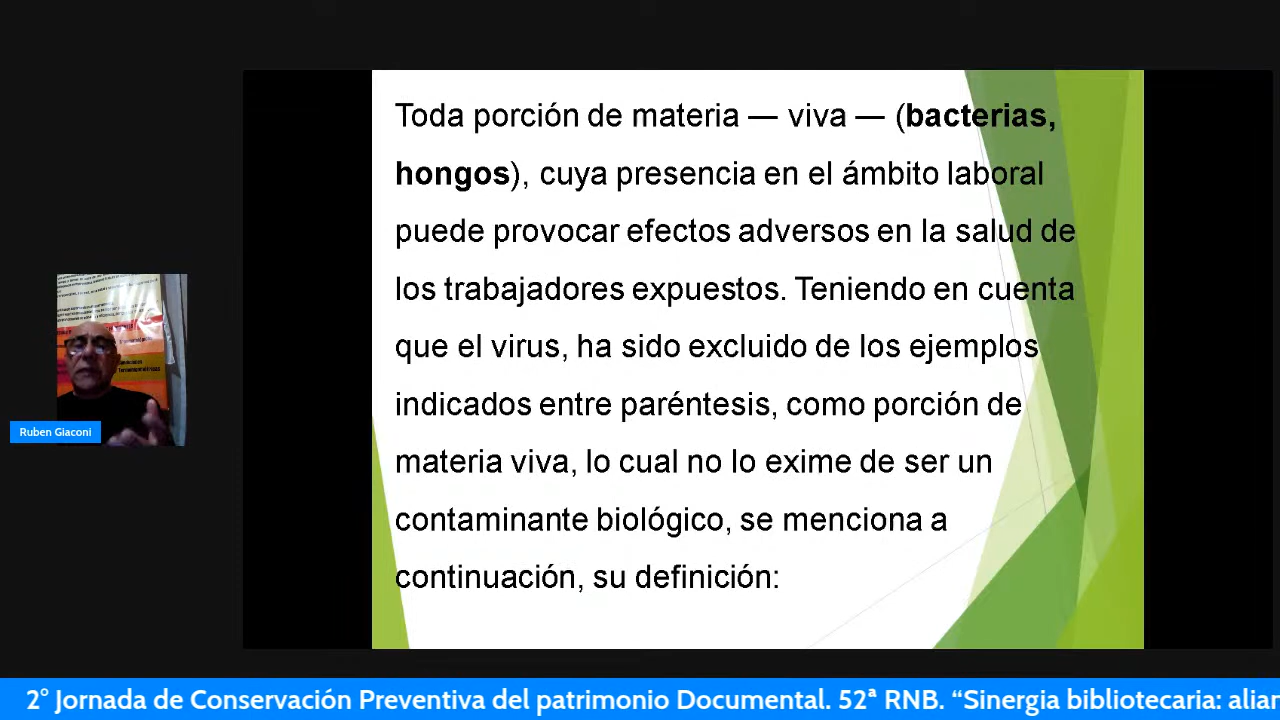 Toda porción de materia — viva — (bacterias,
hongos), cuya presencia en el ámbito laboral
puede provocar efectos adversos en la salud de
los trabajadores expuestos. Teniendo en cuenta
que el virus, ha sido excluido de los ejemplos
indicados entre paréntesis, como porción de
materia viva, lo cual no lo exime de ser un
contaminante biológico, se menciona a
continuación, su definición:
Ruben Giaconi
2° Jornada de Conservación Preventiva del patrimonio Documental. 52ª RNB. “Sinergia bibliotecaria: